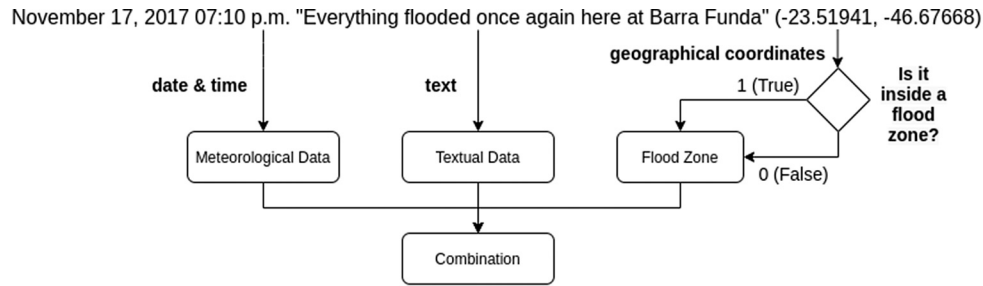 November 17, 2017 07:10 p.m. "Everything flooded once again here at Barra Funda" (-23.51941, -46.67668)
geographical coordinates
date & time
text
1 (True)
Is it
inside a
flood
zone?
Meteorological Data
Textual Data
Flood Zone
0 (False)
Combination